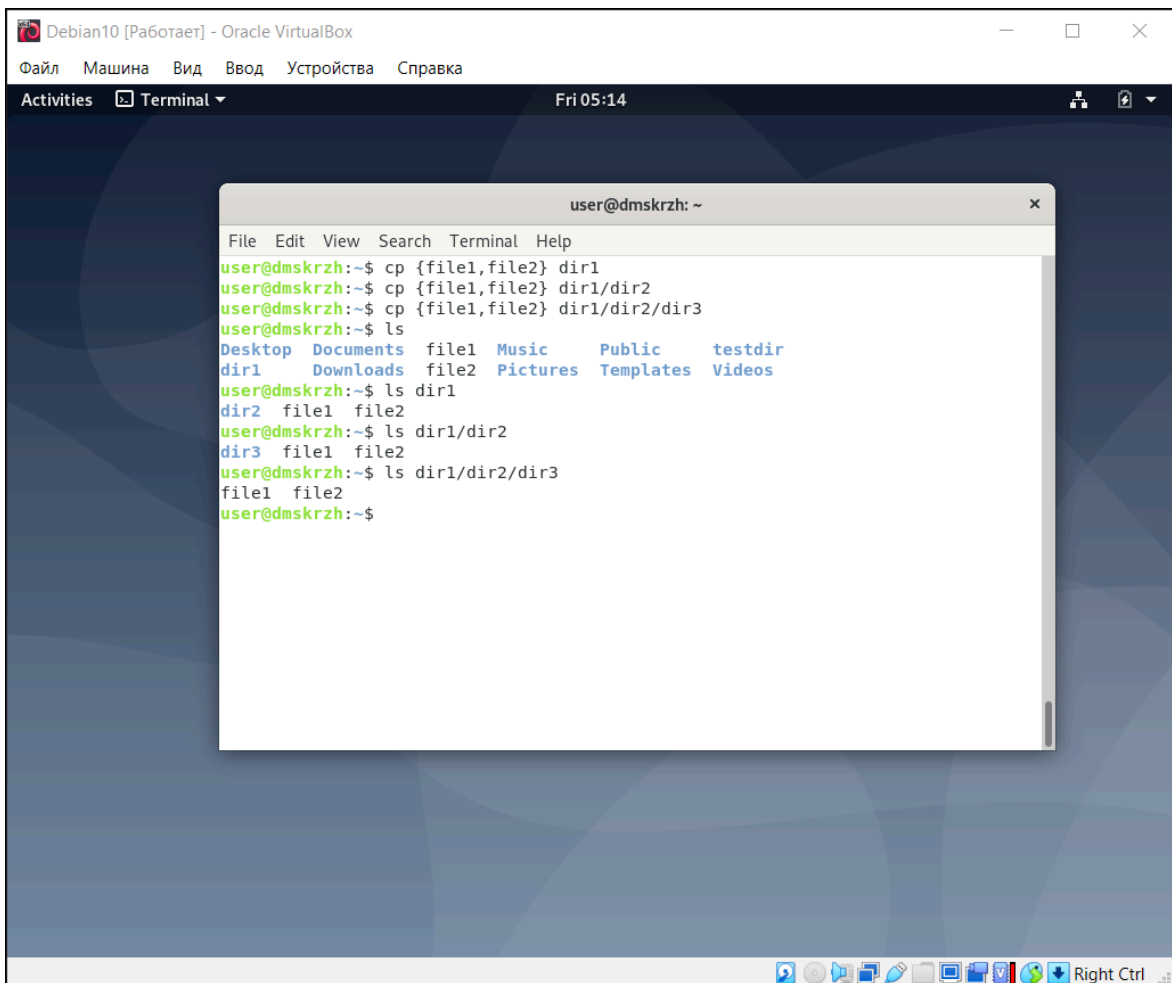 Debian10 [Работает] - Oracle VirtualBox
Файл Машина Вид Ввод Устройства Справка
Activities Terminal Fri 05:14
user@dmskrzh: ~
File Edit View Search Terminal Help
user@dmskrzh:~$ cp {file1,file2} dir1
user@dmskrzh:~$ cp {file1,file2} dir1/dir2
user@dmskrzh:~$ cp {file1,file2} dir1/dir2/dir3
user@dmskrzh:~$ ls
Desktop Documents file1 Music Public testdir
dir1 Downloads file2 Pictures Templates Videos
user@dmskrzh:~$ ls dir1
dir2 file1 file2
user@dmskrzh:~$ ls dir1/dir2
dir3 file1 file2
user@dmskrzh:~$ ls dir1/dir2/dir3
file1 file2
user@dmskrzh:~$
Right Ctrl